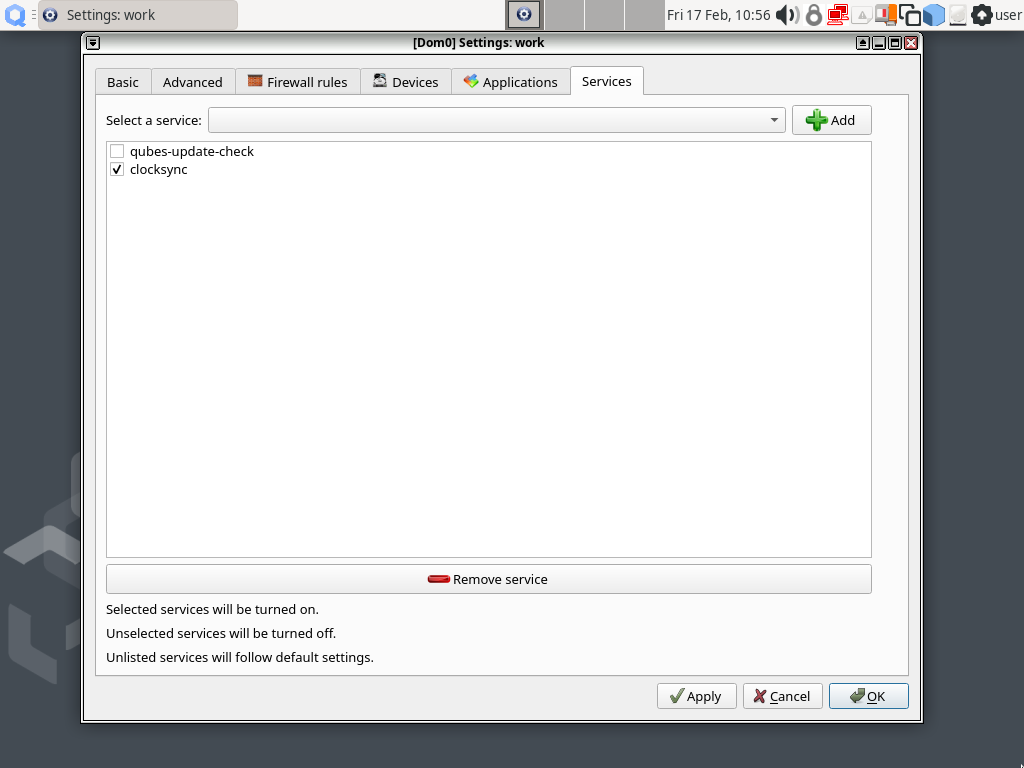 Settings: work
Fri 17 Feb, 10:56
user
[Dom0] Settings: work
Basic
Advanced
Firewall rules
Devices
Applications
Services
Select a service:
Add
qubes-update-check
clocksync
Remove service
Selected services will be turned on.
Unselected services will be turned off.
Unlisted services will follow default settings.
Apply
Cancel
OK